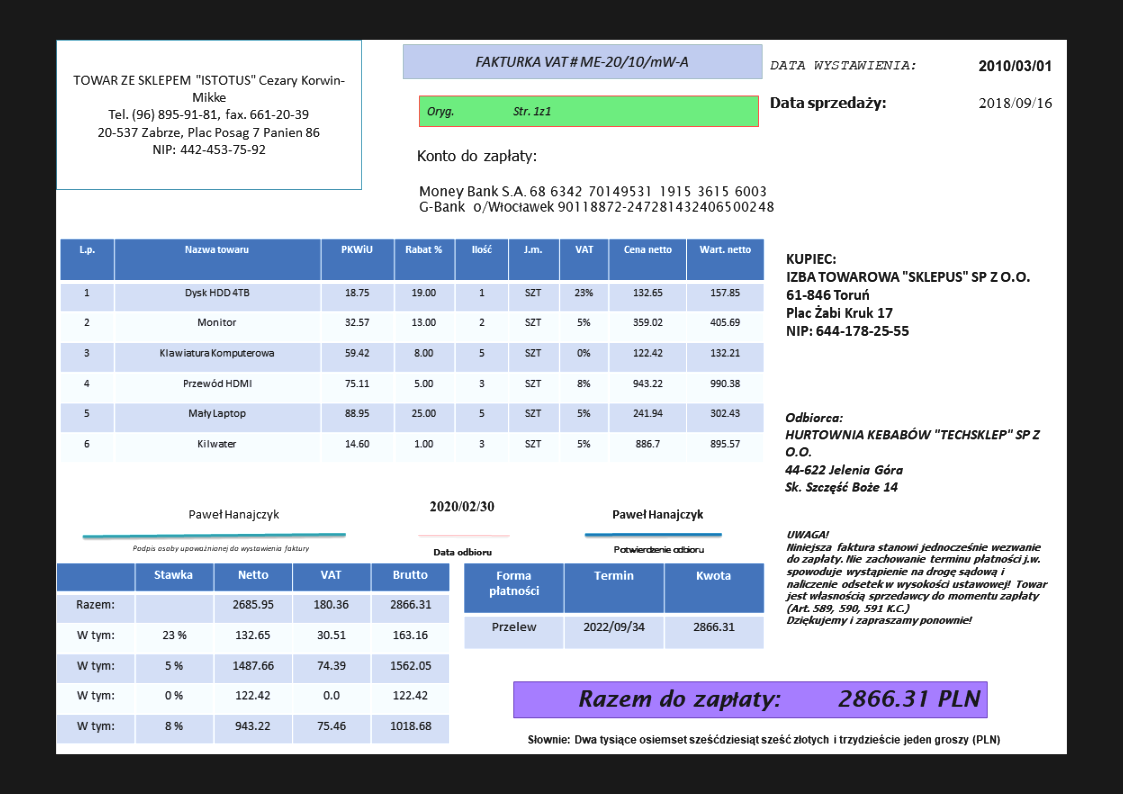 TOWAR ZE SKLEPEM "ISTOTUS" Cezary Korwin-
Mikke
Tel. (96) 895-91-81, fax. 661-20-39
20-537 Zabrze, Plac Posag 7 Panien 86
NIP: 442-453-75-92
FAKTURKA VAT # ME-20/10/mW-A
Oryg. Str. 1z1
DATA WYSTAWIENIA: 2010/03/01
Data sprzedaży: 2018/09/16
Konto do zapłaty:
Money Bank S.A. 68 6342 70149531 1915 3615 6003
G-Bank o/Włocławek 90118872-247281432406500248
L.p. Nazwa towaru PKWiU Rabat % Ilość J.m. VAT Cena netto Wart. netto
1 Dysk HDD 4TB 18.75 19.00 1 SZT 23% 132.65 157.85
2 Monitor 32.57 13.00 2 SZT 5% 359.02 405.69
3 Klawiatura Komputerowa 59.42 8.00 5 SZT 0% 122.42 132.21
4 Przewód HDMI 75.11 5.00 3 SZT 8% 943.22 990.38
5 Mały Laptop 88.95 25.00 5 SZT 5% 241.94 302.43
6 Kilwater 14.60 1.00 3 SZT 5% 886.7 895.57
KUPIEC:
IZBA TOWAROWA "SKLEPUS" SP Z O.O.
61-846 Toruń
Plac Żabi Kruk 17
NIP: 644-178-25-55
Odbiorca:
HURTOWNIA KEBABÓW "TECHSKLEP" SP Z
O.O.
44-622 Jelenia Góra
Sk. Szczęść Boże 14
Paweł Hanajczyk
Podpis osoby upoważnionej do wystawienia faktury
2020/02/30
Data odbioru
Paweł Hanajczyk
Potwierdzenie odbioru
UWAGA!
Niniejsza faktura stanowi jednocześnie wezwanie
do zapłaty. Nie zachowanie terminu płatności j.w.
spowoduje wystąpienie na drogę sądową i
naliczenie odsetek w wysokości ustawowej! Towar
jest własnością sprzedawcy do momentu zapłaty
(Art. 589, 590, 591 K.C.)
Dziękujemy i zapraszamy ponownie!
Stawka Netto VAT Brutto
Razem: 2685.95 180.36 2866.31
W tym: 23 % 132.65 30.51 163.16
W tym: 5 % 1487.66 74.39 1562.05
W tym: 0 % 122.42 0.0 122.42
W tym: 8 % 943.22 75.46 1018.68
Forma Termin Kwota
płatności
Przelew 2022/09/34 2866.31
Razem do zapłaty: 2866.31 PLN
Słownie: Dwa tysiące osiemset sześćdziesiąt sześć złotych i trzydzieście jeden groszy (PLN)